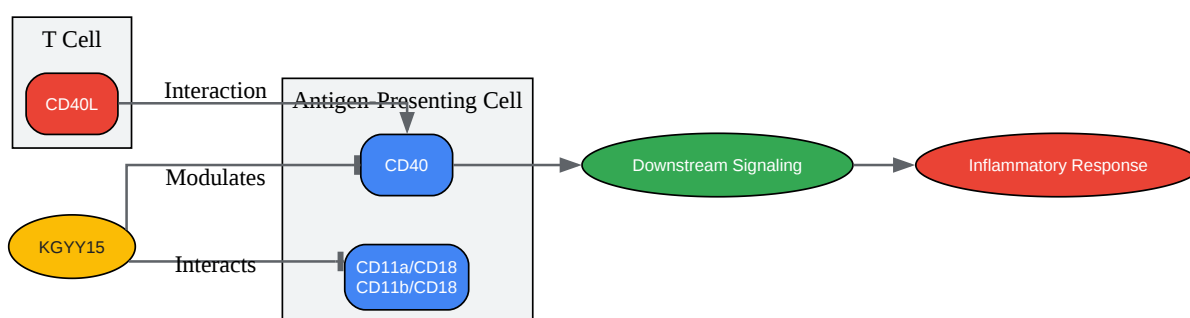 T Cell
CD40L
Interaction
Antigen-Presenting Cell
CD40
Modulates
Downstream Signaling
Inflammatory Response
KGYY15
Interacts
CD11a/CD18
CD11b/CD18